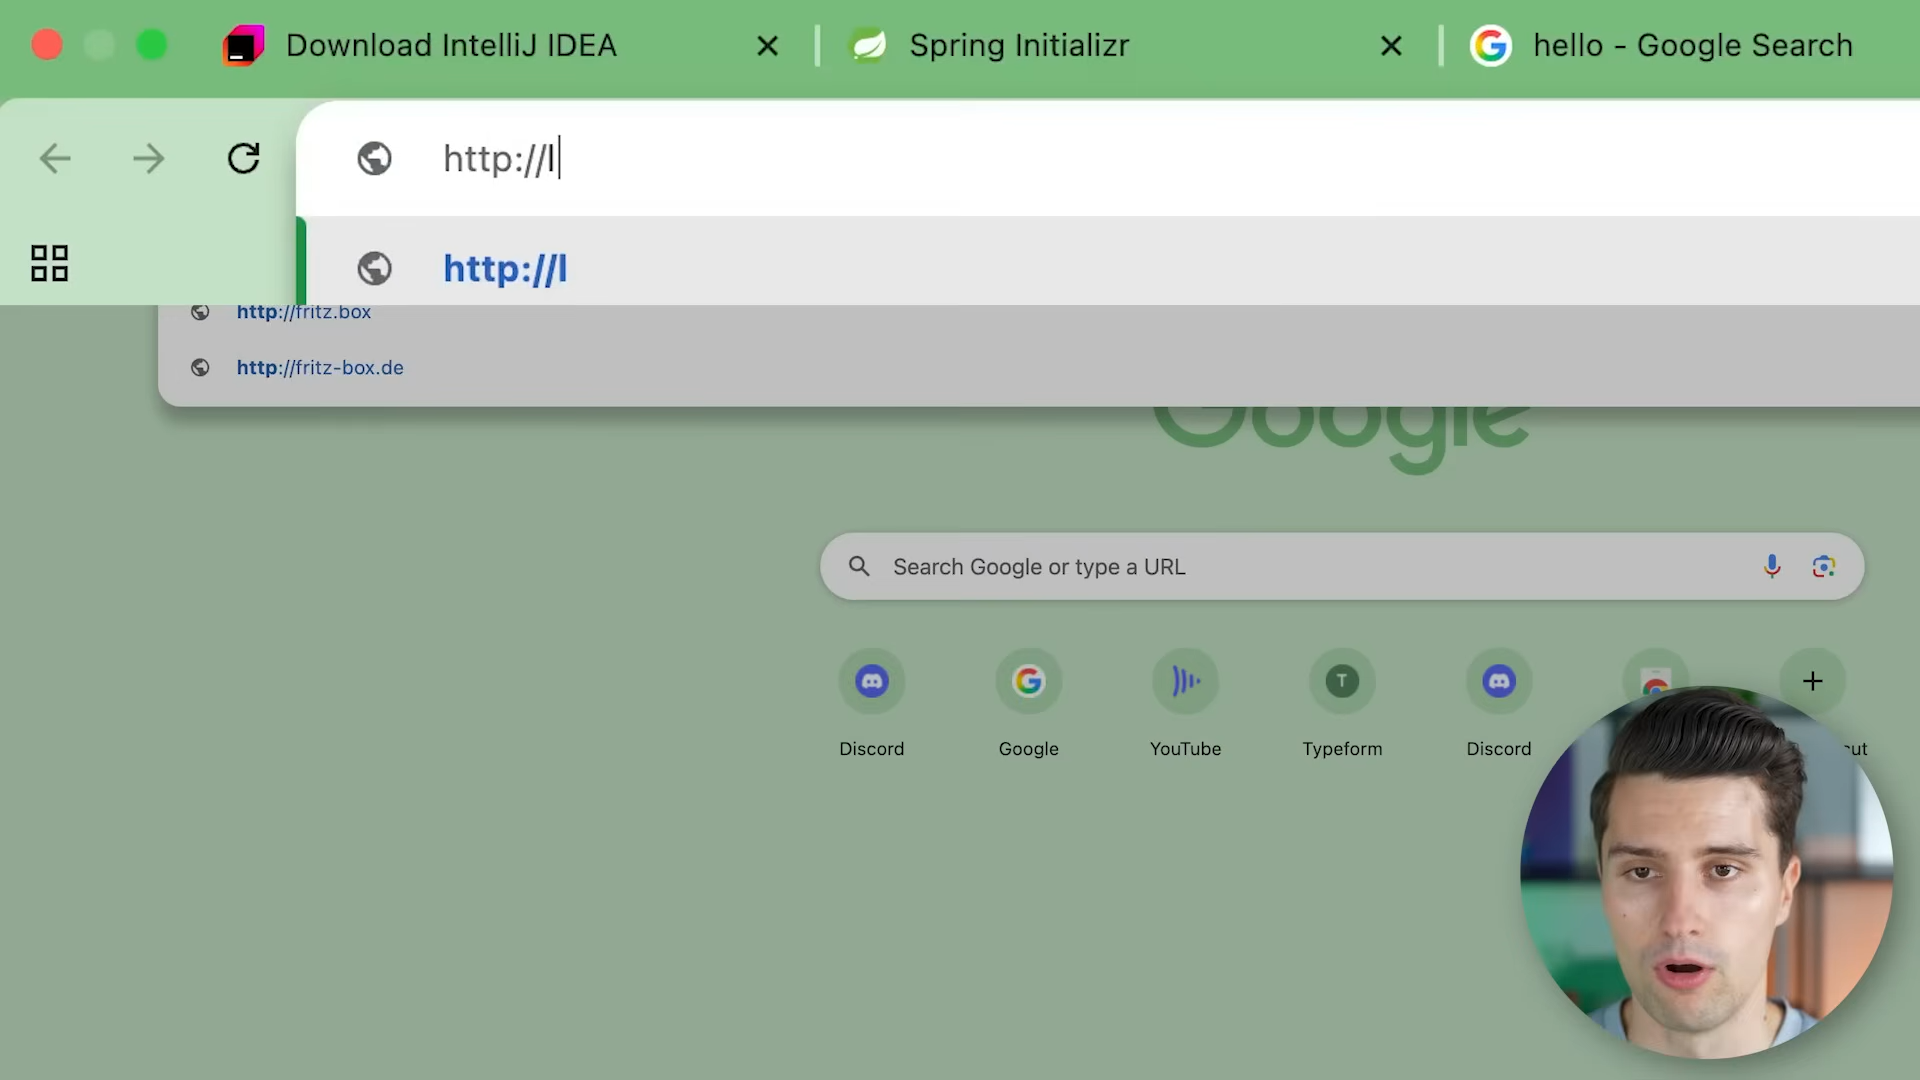 Download IntelliJ IDEA
Spring Initializr
hello - Google Search
http://l
http://l
http://fritz.box
http://fritz-box.de
Google
Search Google or type a URL
T
Discord
Google
YouTube
Typeform
Discord